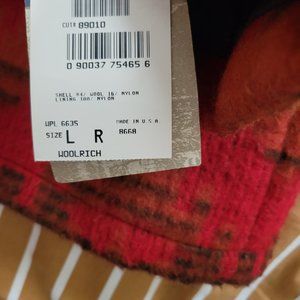 CUT# 89010
0 90037 75465 6
SHELL 84% WOOL 16% NYLON
LINING 100% NYLON
WPL 6635 MADE IN U S A
SIZE L R 8668
WOOLRICH